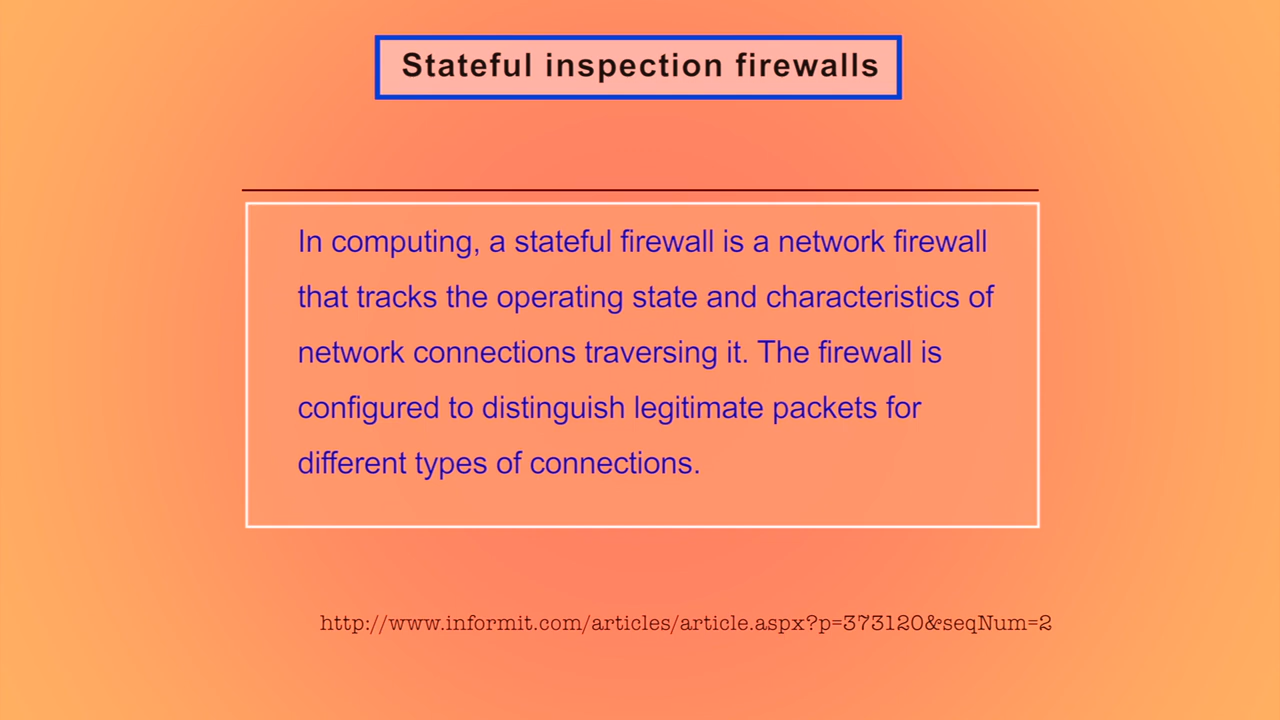 Stateful inspection firewalls
In computing, a stateful firewall is a network firewall
that tracks the operating state and characteristics of
network connections traversing it. The firewall is
configured to distinguish legitimate packets for
different types of connections.
http://www.informit.com/articles/article.aspx?p=373120&seqNum=2